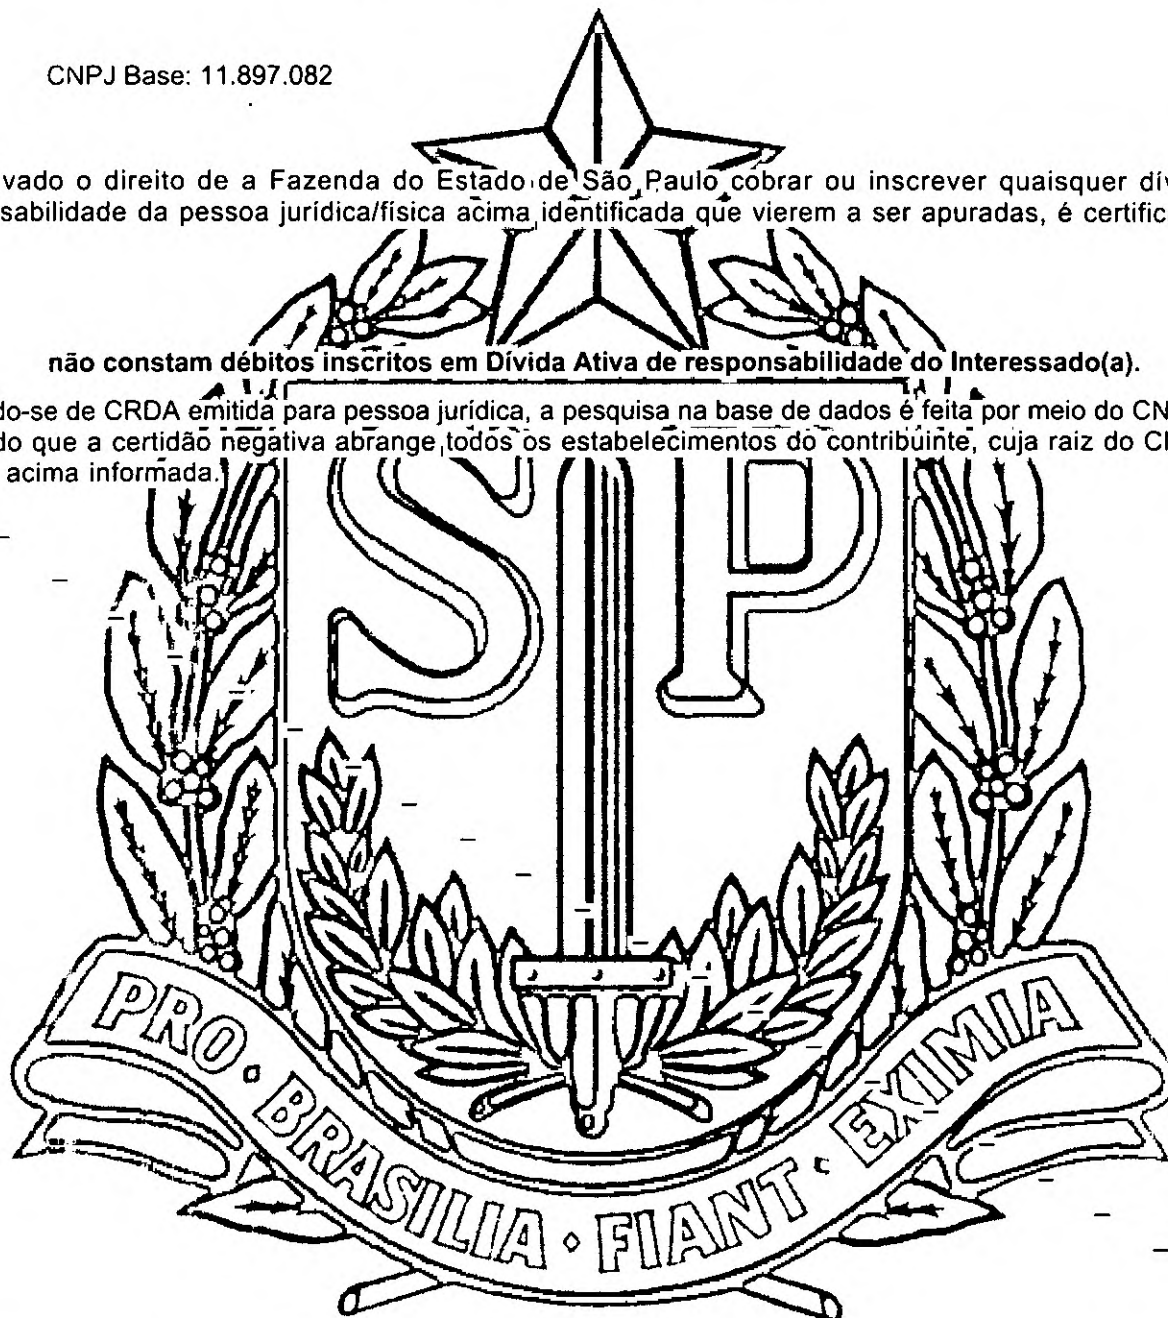 CNPJ Base: 11.897.082
vado o direito de a Fazenda do Estado de São Paulo cobrar ou inscrever quaisquer dív
sabilidade da pessoa jurídica/física acima identificada que vierem a ser apuradas, é certific
não constam débitos inscritos em Dívida Ativa de responsabilidade do Interessado(a).
do-se de CRDA emitida para pessoa jurídica, a pesquisa na base de dados é feita por meio do CN
do que a certidão negativa abrange todos os estabelecimentos do contribuinte, cuja raiz do C
acima informada.
SP
PRO • BRASILIA • FIANT • EXIMIA